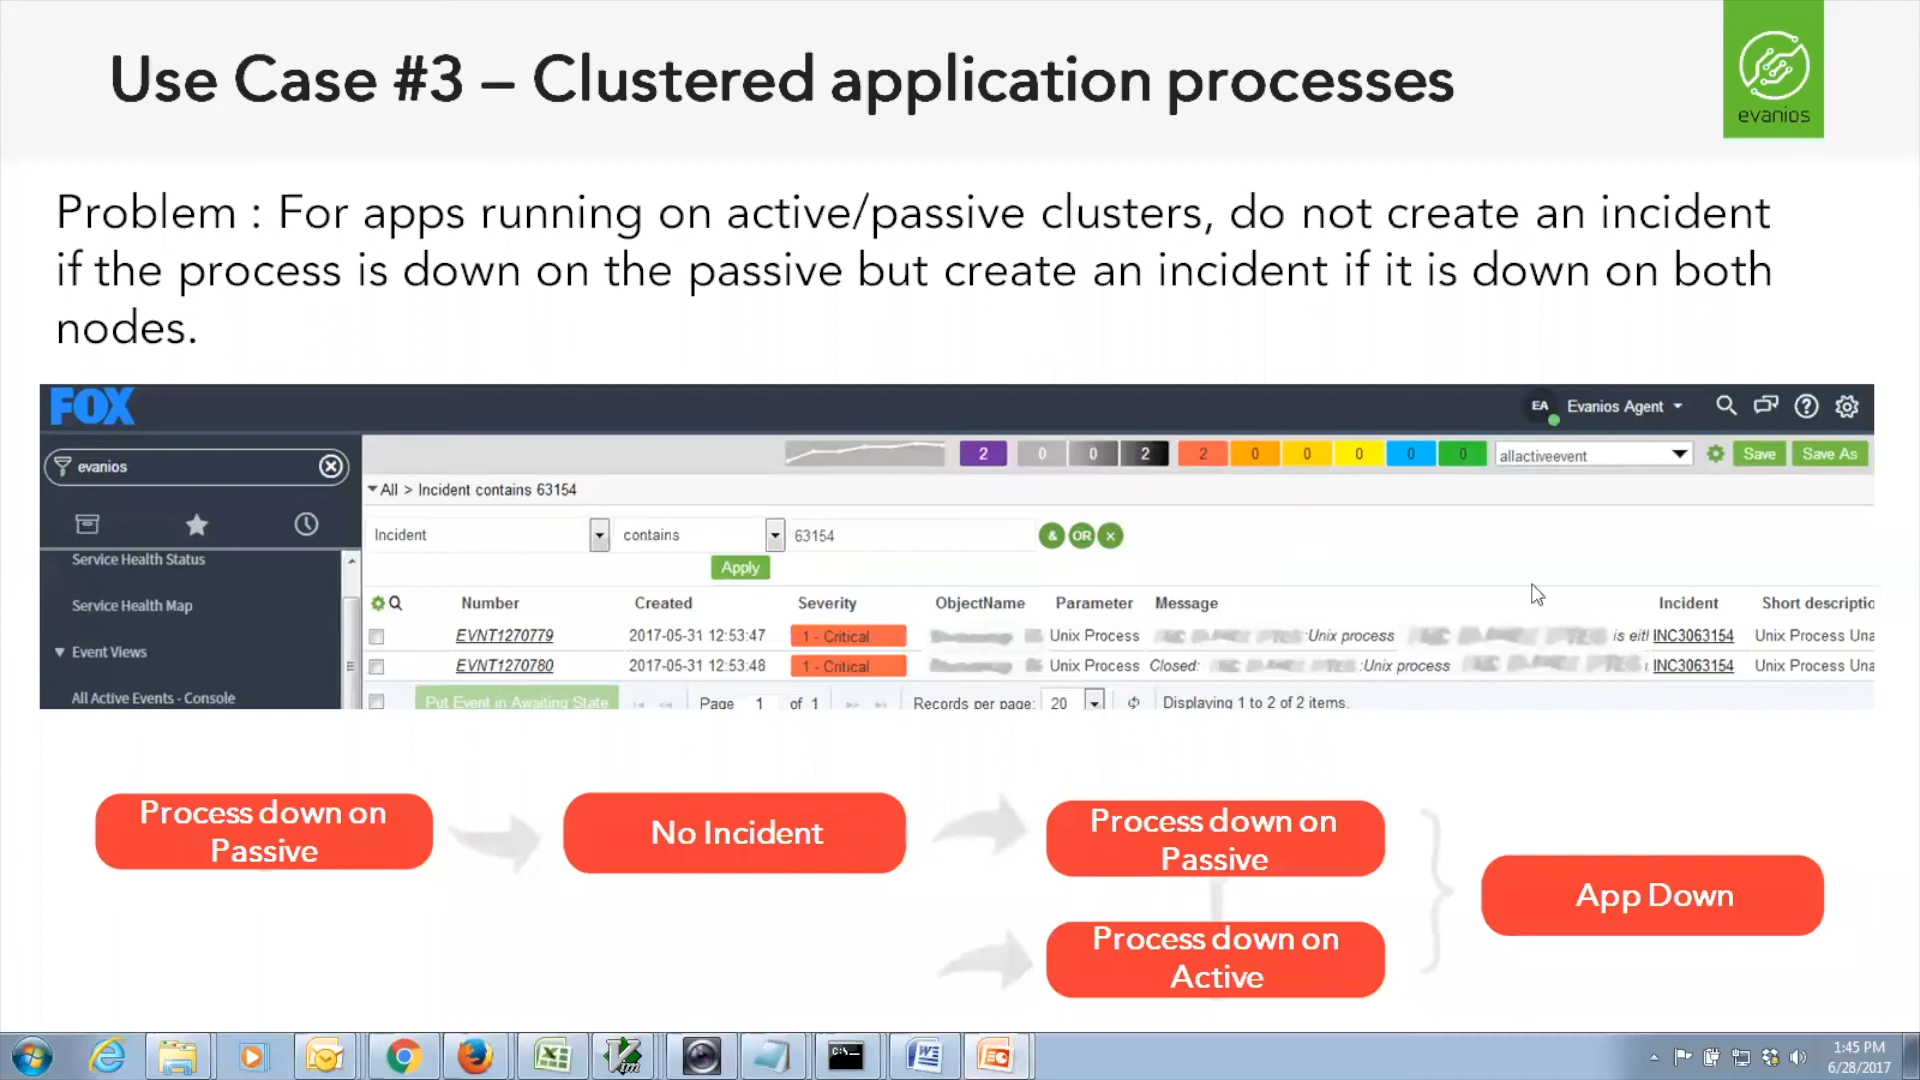 Use Case #3 – Clustered application processes
evanios
Problem : For apps running on active/passive clusters, do not create an incident
if the process is down on the passive but create an incident if it is down on both
nodes.
FOX
EA Evanios Agent
evanios
2 0 0 2 2 0 0 0 0 0 allactiveevent Save Save As
All > Incident contains 63154
Incident contains 63154 & OR ×
Apply
Service Health Status
Service Health Map
Event Views
All Active Events - Console
Number Created Severity ObjectName Parameter Message Incident Short descriptio
EVNT1270779 2017-05-31 12:53:47 1 - Critical Unix Process :Unix process is eit INC3063154 Unix Process Una
EVNT1270780 2017-05-31 12:53:48 1 - Critical Unix Process Closed: :Unix process INC3063154 Unix Process Una
Put Event in Awaiting State Page 1 of 1 Records per page: 20 Displaying 1 to 2 of 2 items.
Process down on
Passive
No Incident
Process down on
Passive
Process down on
Active
App Down
C:\
1:45 PM
6/28/2017